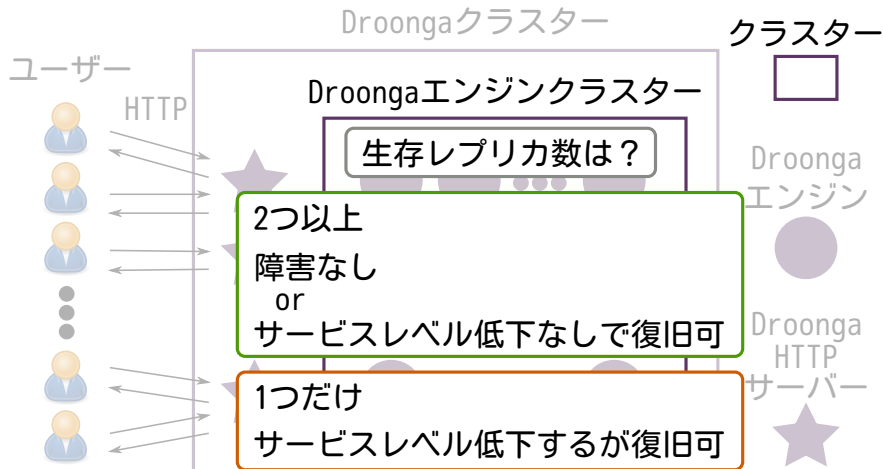 Droongaクラスター
クラスター
ユーザー
HTTP
Droongaエンジンクラスター
生存レプリカ数は？
Droonga
エンジン
2つ以上
障害なし
or
サービスレベル低下なしで復旧可
Droonga
HTTP
サーバー
1つだけ
サービスレベル低下するが復旧可